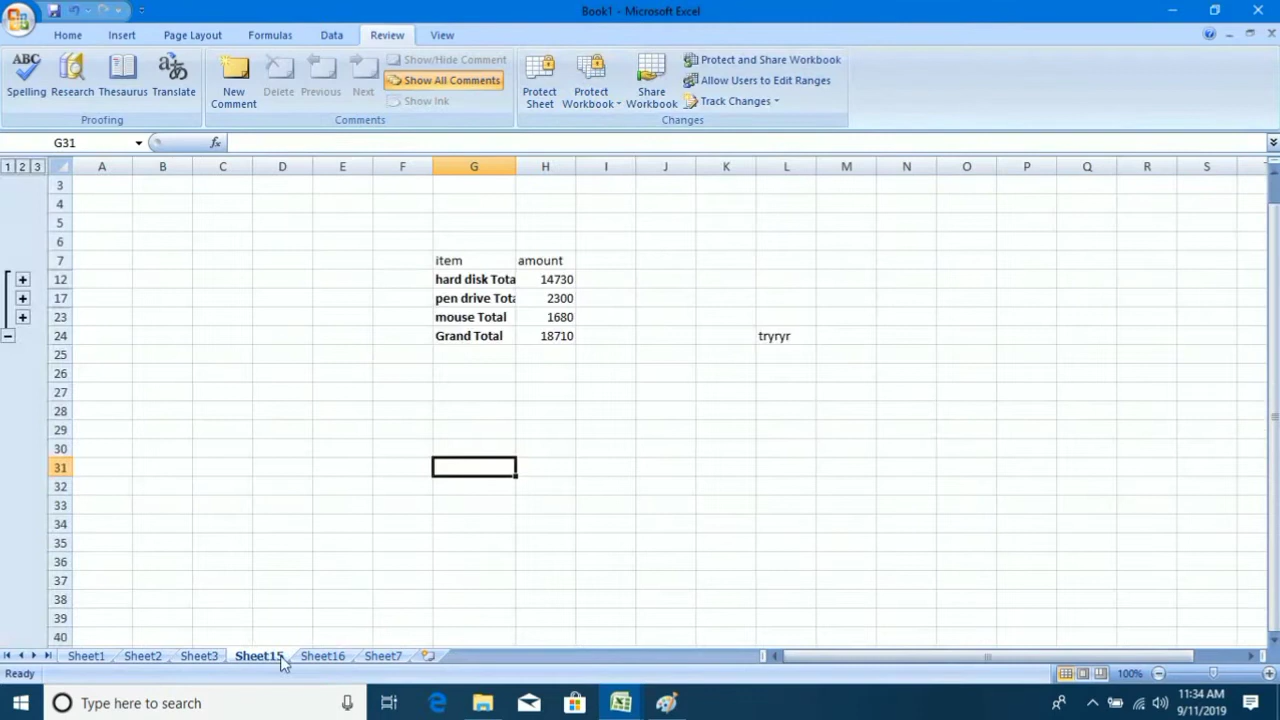 Book1 - Microsoft Excel
Home Insert Page Layout Formulas Data Review View
ABC Spelling Research Thesaurus Translate
Proofing
New Comment Delete Previous Next
Show/Hide Comment
Show All Comments
Show Ink
Comments
Protect Sheet Protect Workbook Share Workbook
Protect and Share Workbook
Allow Users to Edit Ranges
Track Changes
Changes
G31 fx
1 2 3 A B C D E F G H I J K L M N O P Q R S
3
4
5
6
7 item amount
12 hard disk Tota 14730
17 pen drive Tota 2300
23 mouse Total 1680
24 Grand Total 18710 tryryr
25
26
27
28
29
30
31
32
33
34
35
36
37
38
39
40
Sheet1 Sheet2 Sheet3 Sheet15 Sheet16 Sheet7
Ready 100%
Type here to search
11:34 AM
9/11/2019